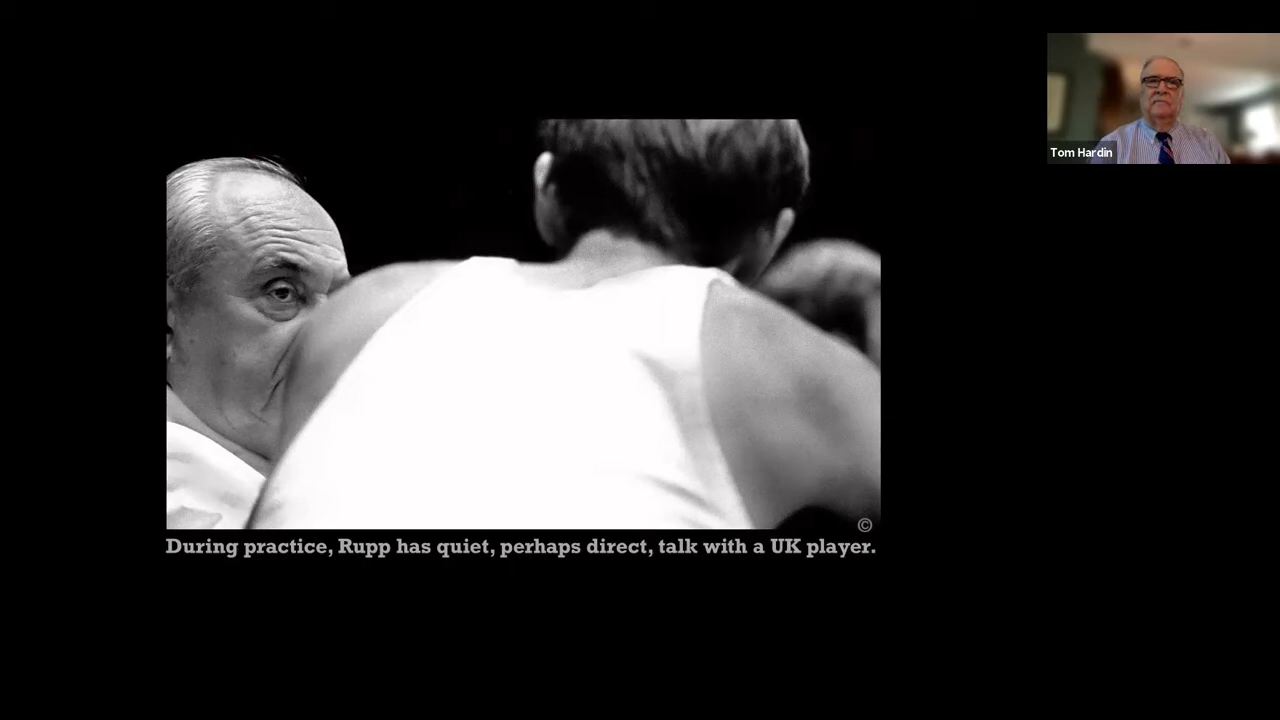 Tom Hardin
©
During practice, Rupp has quiet, perhaps direct, talk with a UK player.